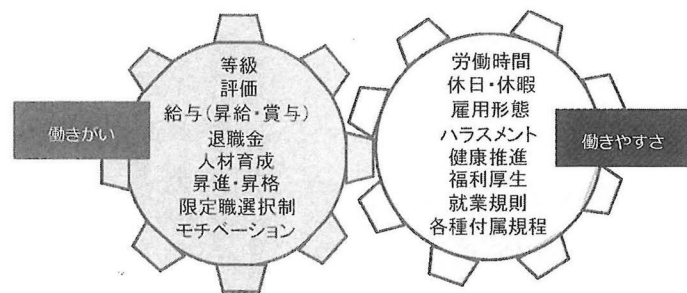 働きがい
等級
評価
給与(昇給・賞与)
退職金
人材育成
昇進・昇格
限定職選択制
モチベーション
労働時間
休日・休暇
雇用形態
ハラスメント
健康推進
福利厚生
就業規則
各種付属規程
働きやすさ